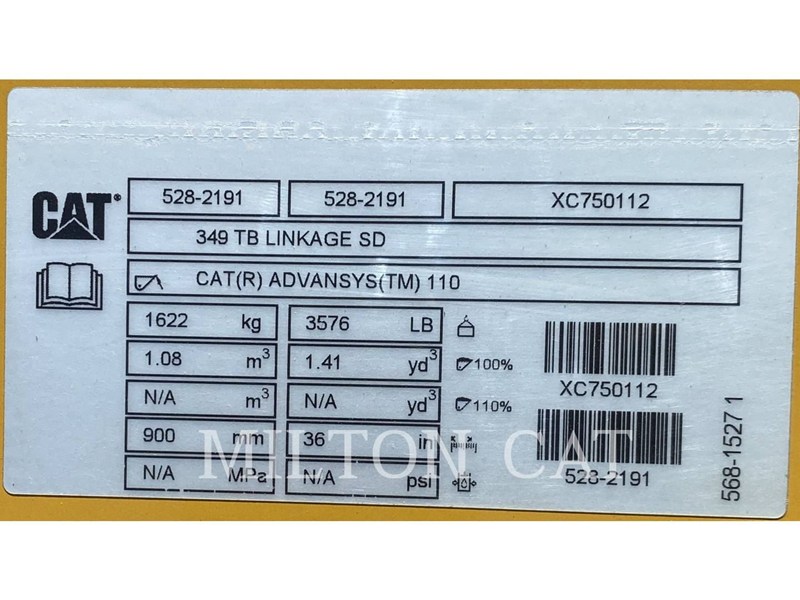 CAT®
528-2191 528-2191 XC750112
349 TB LINKAGE SD
CAT(R) ADVANSYS(TM) 110
1622 kg 3576 LB
1.08 m³ 1.41 yd³ 100%
XC750112
N/A m³ N/A yd³ 110%
900 mm 36 in
N/A MPa N/A psi
528-2191
568-1527 1
MILTON CAT